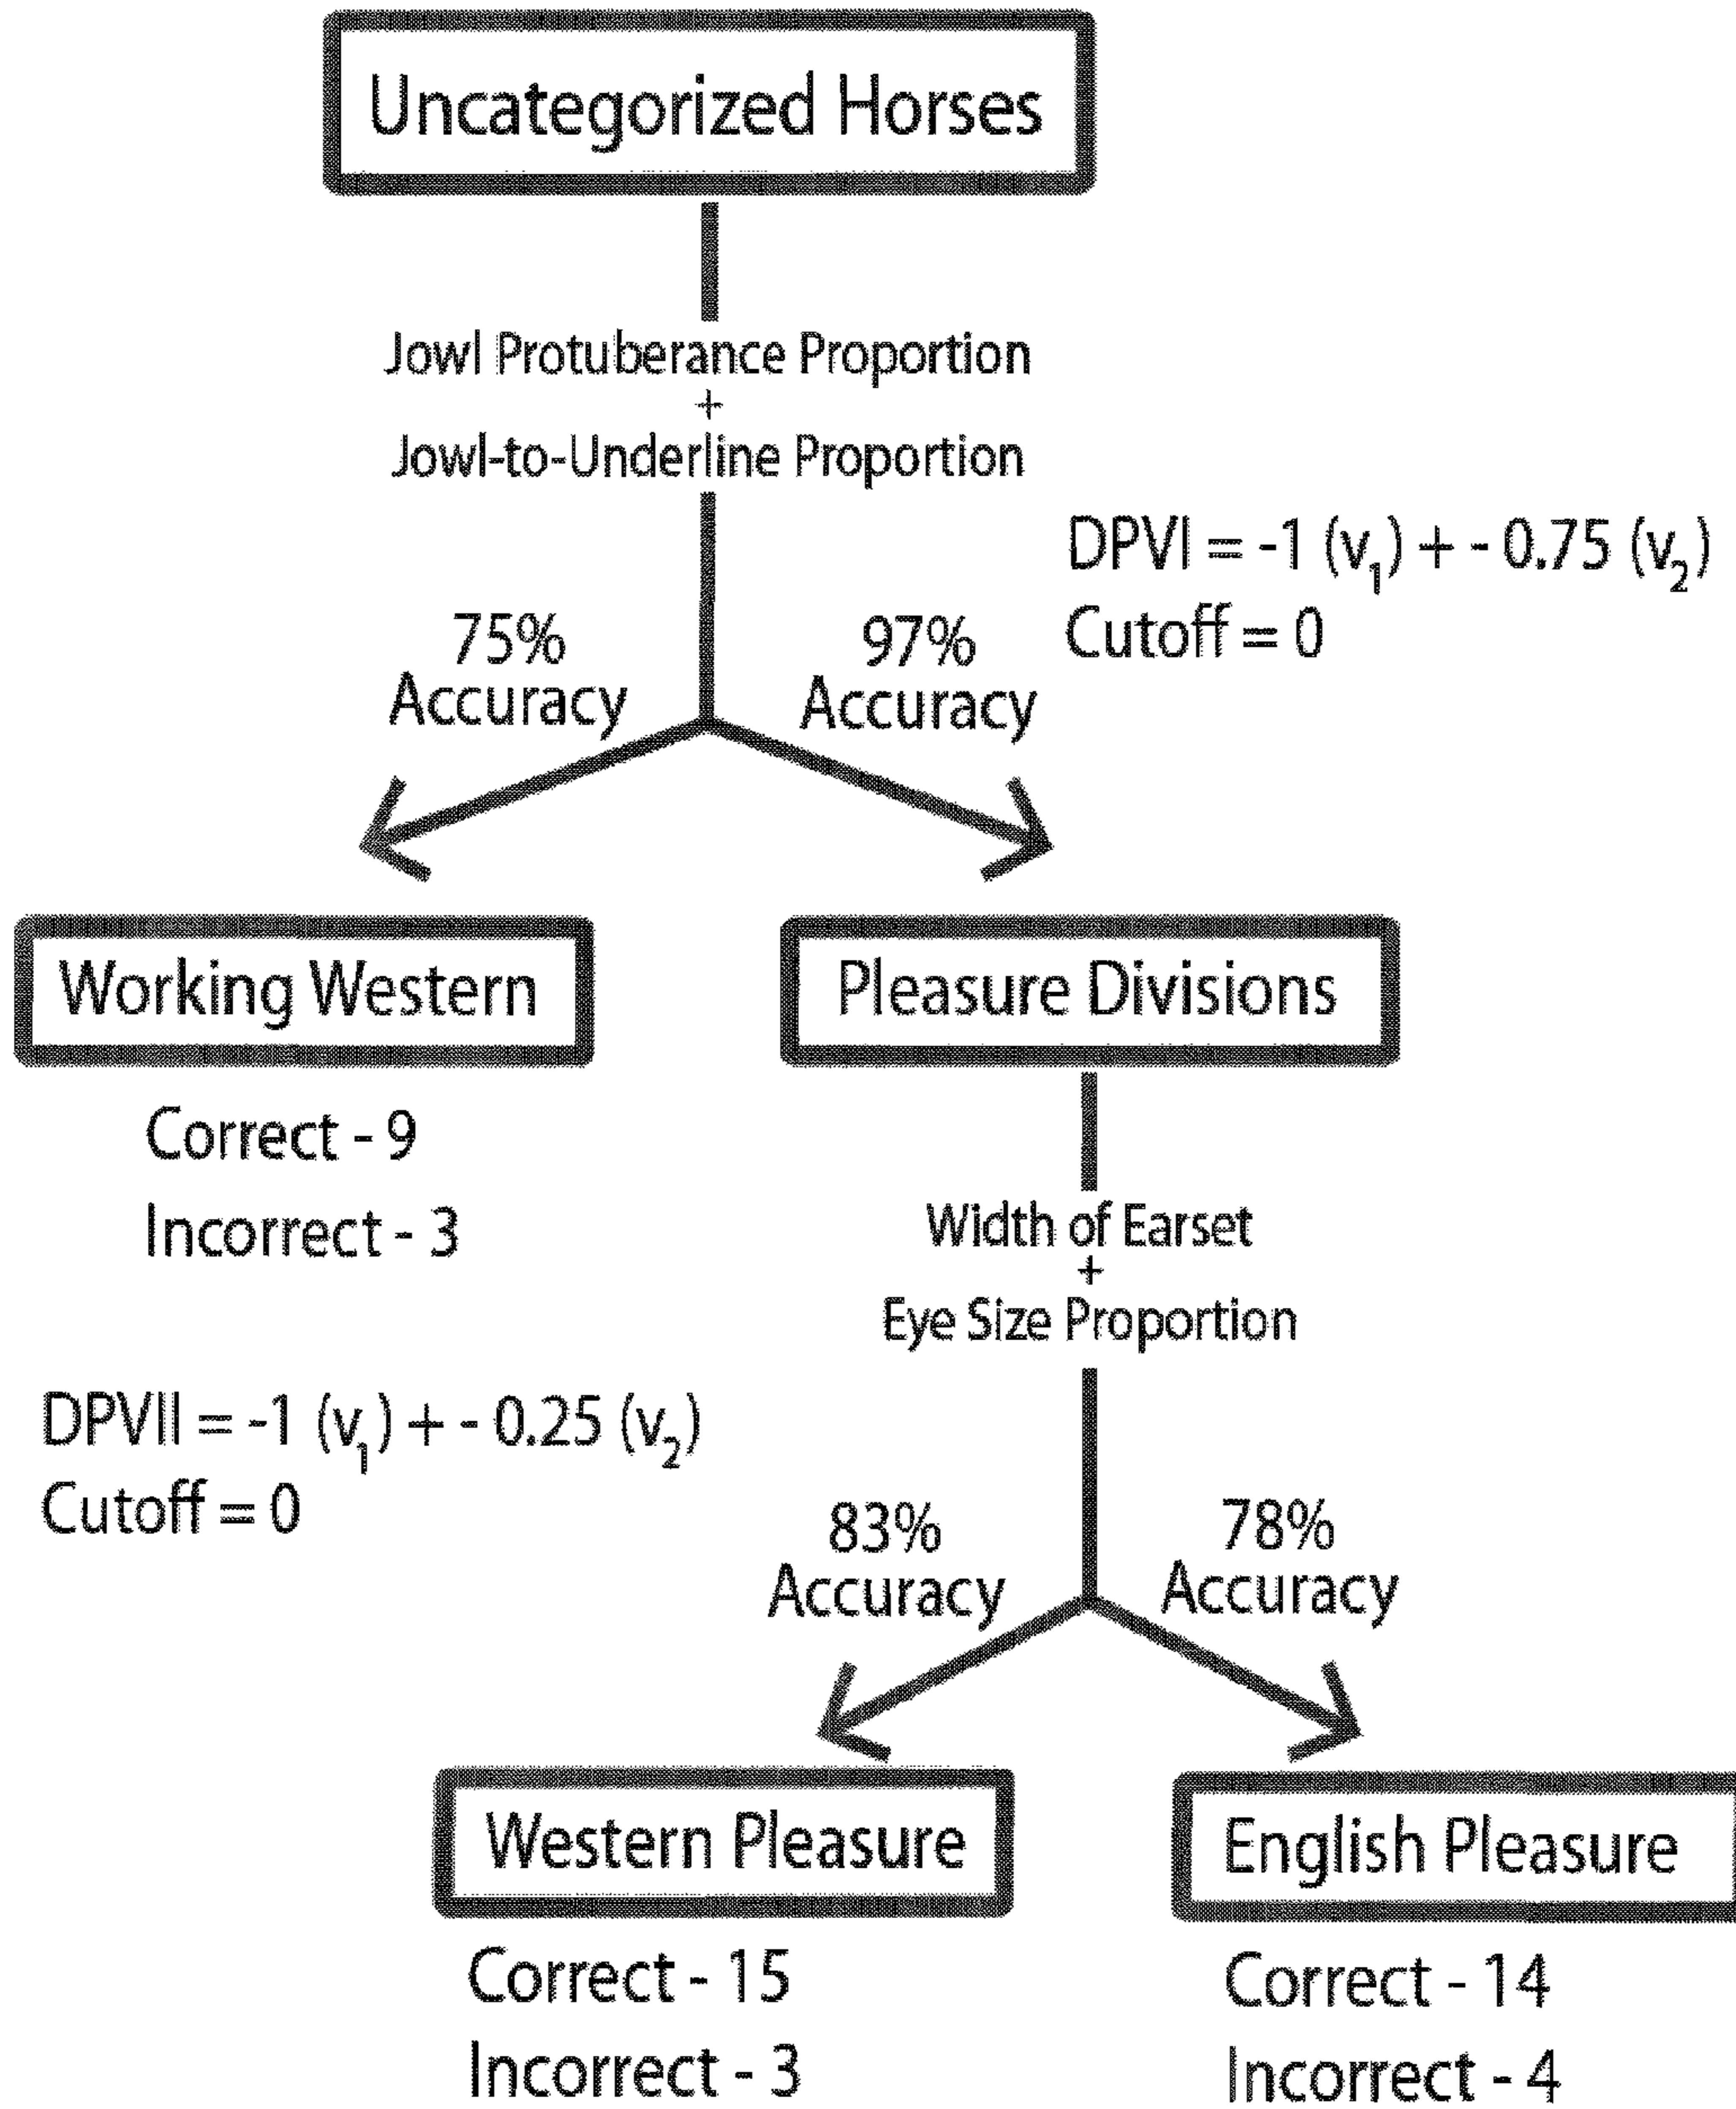 Uncategorized Horses
Jowl Protuberance Proportion
+
Jowl-to-Underline Proportion
DPVI = -1 (v₁) + - 0.75 (v₂)
Cutoff = 0
75%
Accuracy
97%
Accuracy
Working Western
Correct - 9
Incorrect - 3
Pleasure Divisions
Width of Earset
+
Eye Size Proportion
DPVII = -1 (v₁) + - 0.25 (v₂)
Cutoff = 0
83%
Accuracy
78%
Accuracy
Western Pleasure
Correct - 15
Incorrect - 3
English Pleasure
Correct - 14
Incorrect - 4